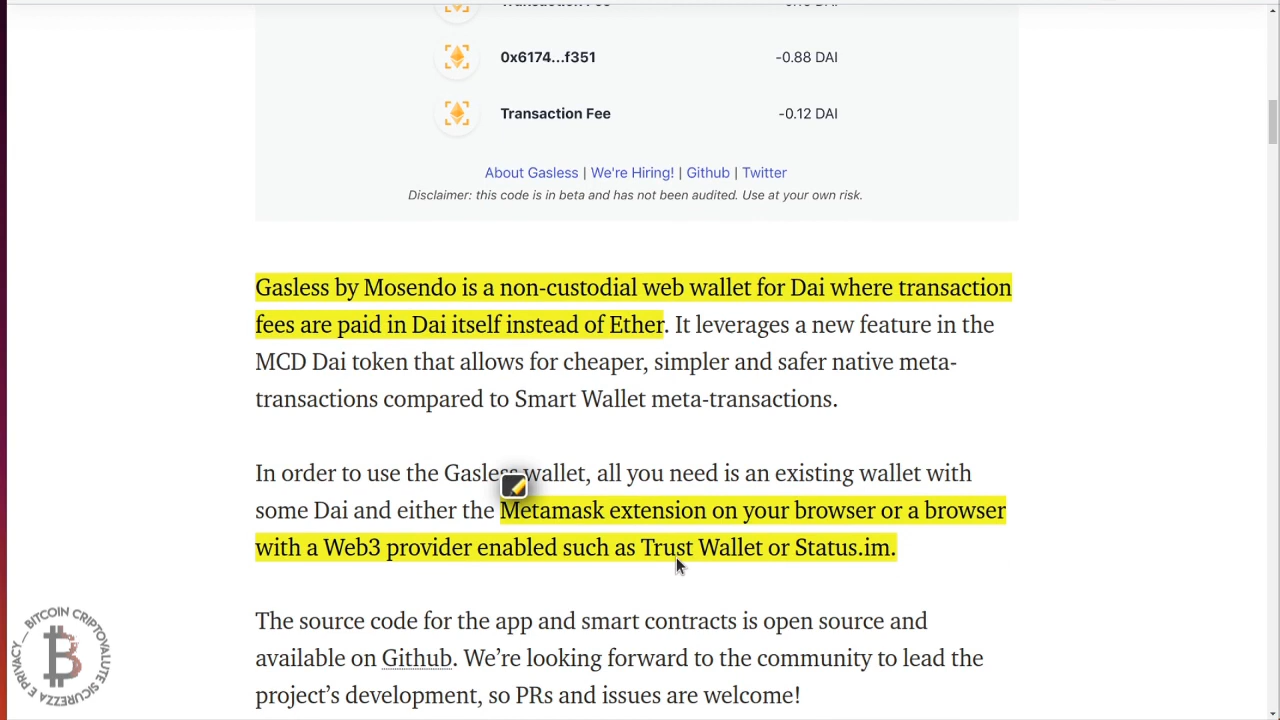 Transaction Fee
0x6174...f351 -0.88 DAI
Transaction Fee -0.12 DAI
About Gasless | We're Hiring! | Github | Twitter
Disclaimer: this code is in beta and has not been audited. Use at your own risk.
Gasless by Mosendo is a non-custodial web wallet for Dai where transaction
fees are paid in Dai itself instead of Ether. It leverages a new feature in the
MCD Dai token that allows for cheaper, simpler and safer native meta-
transactions compared to Smart Wallet meta-transactions.
In order to use the Gasless wallet, all you need is an existing wallet with
some Dai and either the Metamask extension on your browser or a browser
with a Web3 provider enabled such as Trust Wallet or Status.im.
The source code for the app and smart contracts is open source and
available on Github. We’re looking forward to the community to lead the
project’s development, so PRs and issues are welcome!
BITCOIN CRIPTOVALUTE SICUREZZA E PRIVACY —